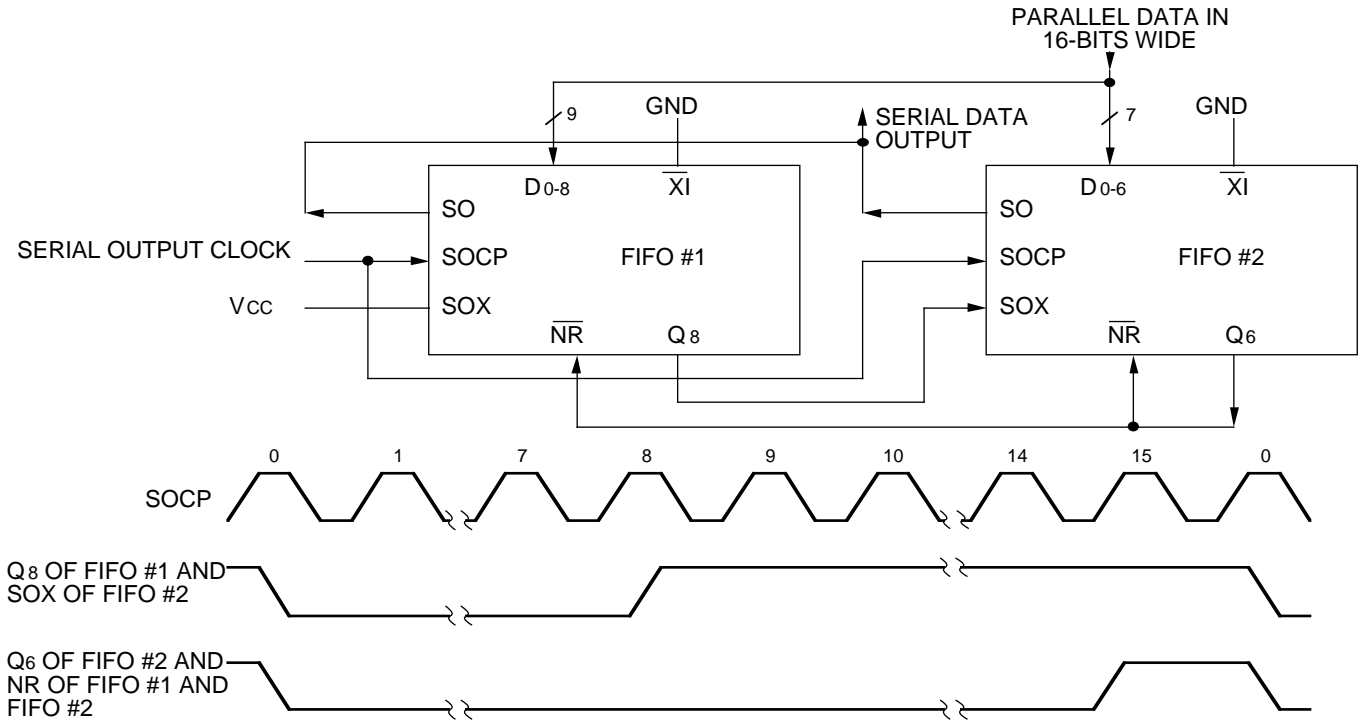 PARALLEL DATA IN
16-BITS WIDE
9
GND
SERIAL DATA
OUTPUT
7
GND
D0-8
XI
D0-6
XI
SO
SO
SERIAL OUTPUT CLOCK
SOCP
FIFO #1
SOCP
FIFO #2
VCC
SOX
SOX
NR
Q8
NR
Q6
0
1
7
8
9
10
14
15
0
SOCP
Q8 OF FIFO #1 AND
SOX OF FIFO #2
Q6 OF FIFO #2 AND
NR OF FIFO #1 AND
FIFO #2